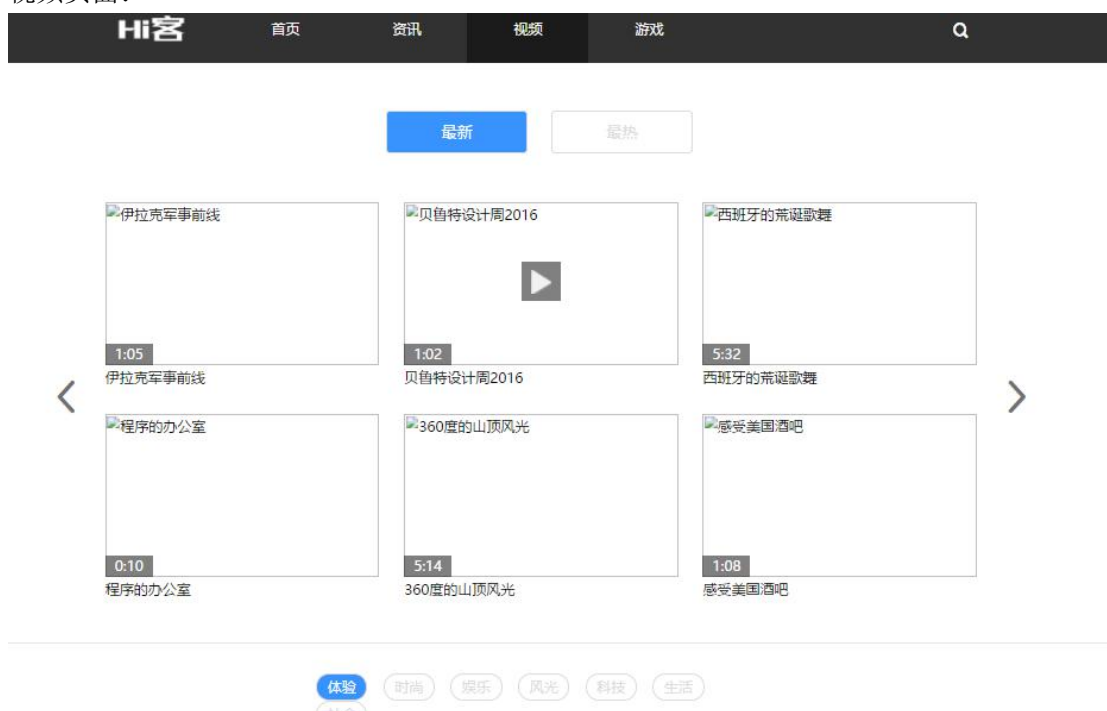 Hi客 首页 资讯 视频 游戏
最新 最热
伊拉克军事前线 贝鲁特设计周2016 西班牙的荒诞歌舞
1:05 1:02 5:32
伊拉克军事前线 贝鲁特设计周2016 西班牙的荒诞歌舞
程序的办公室 360度的山顶风光 感受美国酒吧
0:10 5:14 1:08
程序的办公室 360度的山顶风光 感受美国酒吧
体验 时尚 娱乐 风光 科技 生活